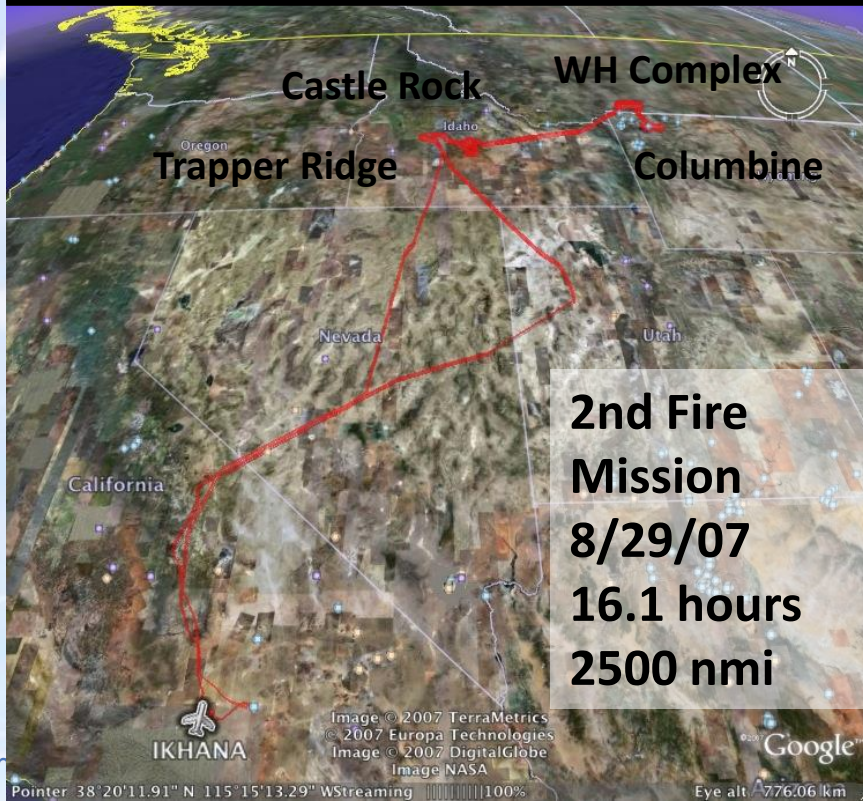 Castle Rock
WH Complex
N
Idaho
Oregon
Trapper Ridge
Columbine
Nevada
Utah
2nd Fire
Mission
8/29/07
16.1 hours
2500 nmi
California
IKHANA
Image © 2007 TerraMetrics
© 2007 Europa Technologies
Image © 2007 DigitalGlobe
Image NASA
©2007 Google™
Pointer 38°20'11.91" N 115°15'13.29" W Streaming 100%
Eye alt 776.06 km